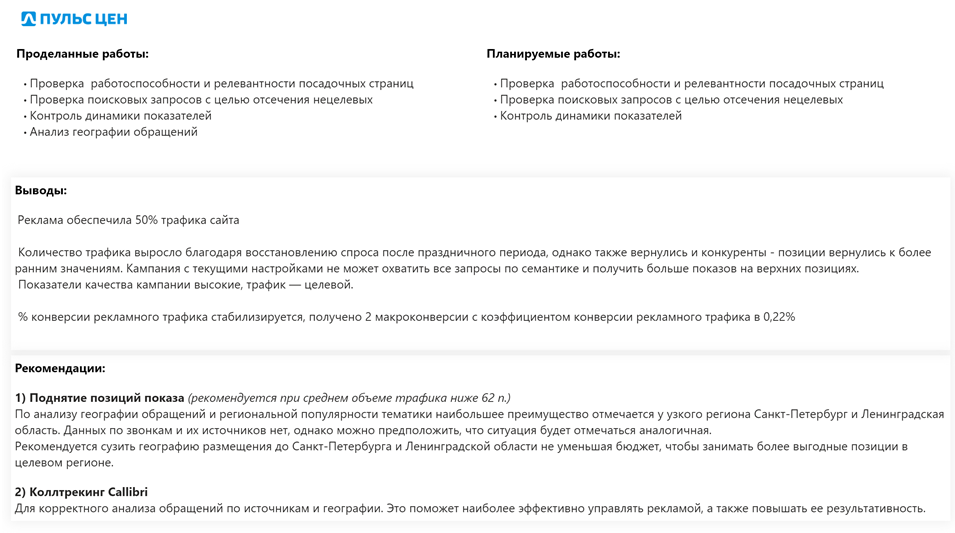 ПУЛЬС ЦЕН
Проделанные работы:
• Проверка  работоспособности и релевантности посадочных страниц
• Проверка поисковых запросов с целью отсечения нецелевых
• Контроль динамики показателей
• Анализ географии обращений
Планируемые работы:
• Проверка  работоспособности и релевантности посадочных страниц
• Проверка поисковых запросов с целью отсечения нецелевых
• Контроль динамики показателей
Выводы:
Реклама обеспечила 50% трафика сайта
Количество трафика выросло благодаря восстановлению спроса после праздничного периода, однако также вернулись и конкуренты - позиции вернулись к более
ранним значениям. Кампания с текущими настройками не может охватить все запросы по семантике и получить больше показов на верхних позициях.
Показатели качества кампании высокие, трафик — целевой.
% конверсии рекламного трафика стабилизируется, получено 2 макроконверсии с коэффициентом конверсии рекламного трафика в 0,22%
Рекомендации:
1) Поднятие позиций показа (рекомендуется при среднем объеме трафика ниже 62 п.)
По анализу географии обращений и региональной популярности тематики наибольшее преимущество отмечается у узкого региона Санкт-Петербург и Ленинградская
область. Данных по звонкам и их источников нет, однако можно предположить, что ситуация будет отмечаться аналогичная.
Рекомендуется сузить географию размещения до Санкт-Петербурга и Ленинградской области не уменьшая бюджет, чтобы занимать более выгодные позиции в
целевом регионе.
2) Коллтрекинг Callibri
Для корректного анализа обращений по источникам и географии. Это поможет наиболее эффективно управлять рекламой, а также повышать ее результативность.